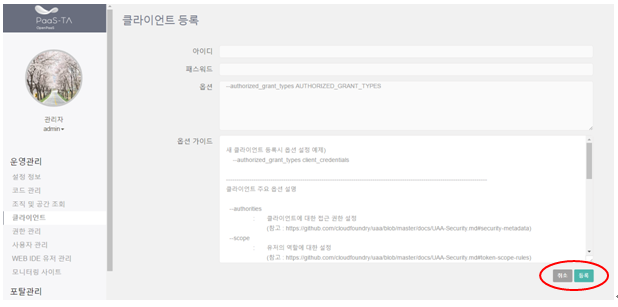 PaaS-TA
클라이언트 등록
관리자
admin
운영관리
설정 정보
코드 관리
조직 및 공간 조회
클라이언트
권한 관리
사용자 관리
WEB IDE 유저 관리
모니터링 사이트
포탈관리
아이디
패스워드
옵션
--authorized_grant_types AUTHORIZED_GRANT_TYPES
옵션 가이드
새 클라이언트 등록시 옵션 설정 예제)
--authorized_grant_types client_credentials
클라이언트 주요 옵션 설명
--authorities
: 클라이언트에 대한 접근 권한 설정
(참고 : https://github.com/cloudfoundry/uaa/blob/master/docs/UAA-Security.md#security-metadata)
--scope
: 유저의 역할에 대한 설정
(참고 : https://github.com/cloudfoundry/uaa/blob/master/docs/UAA-Security.md#token-scope-rules)
취소
등록